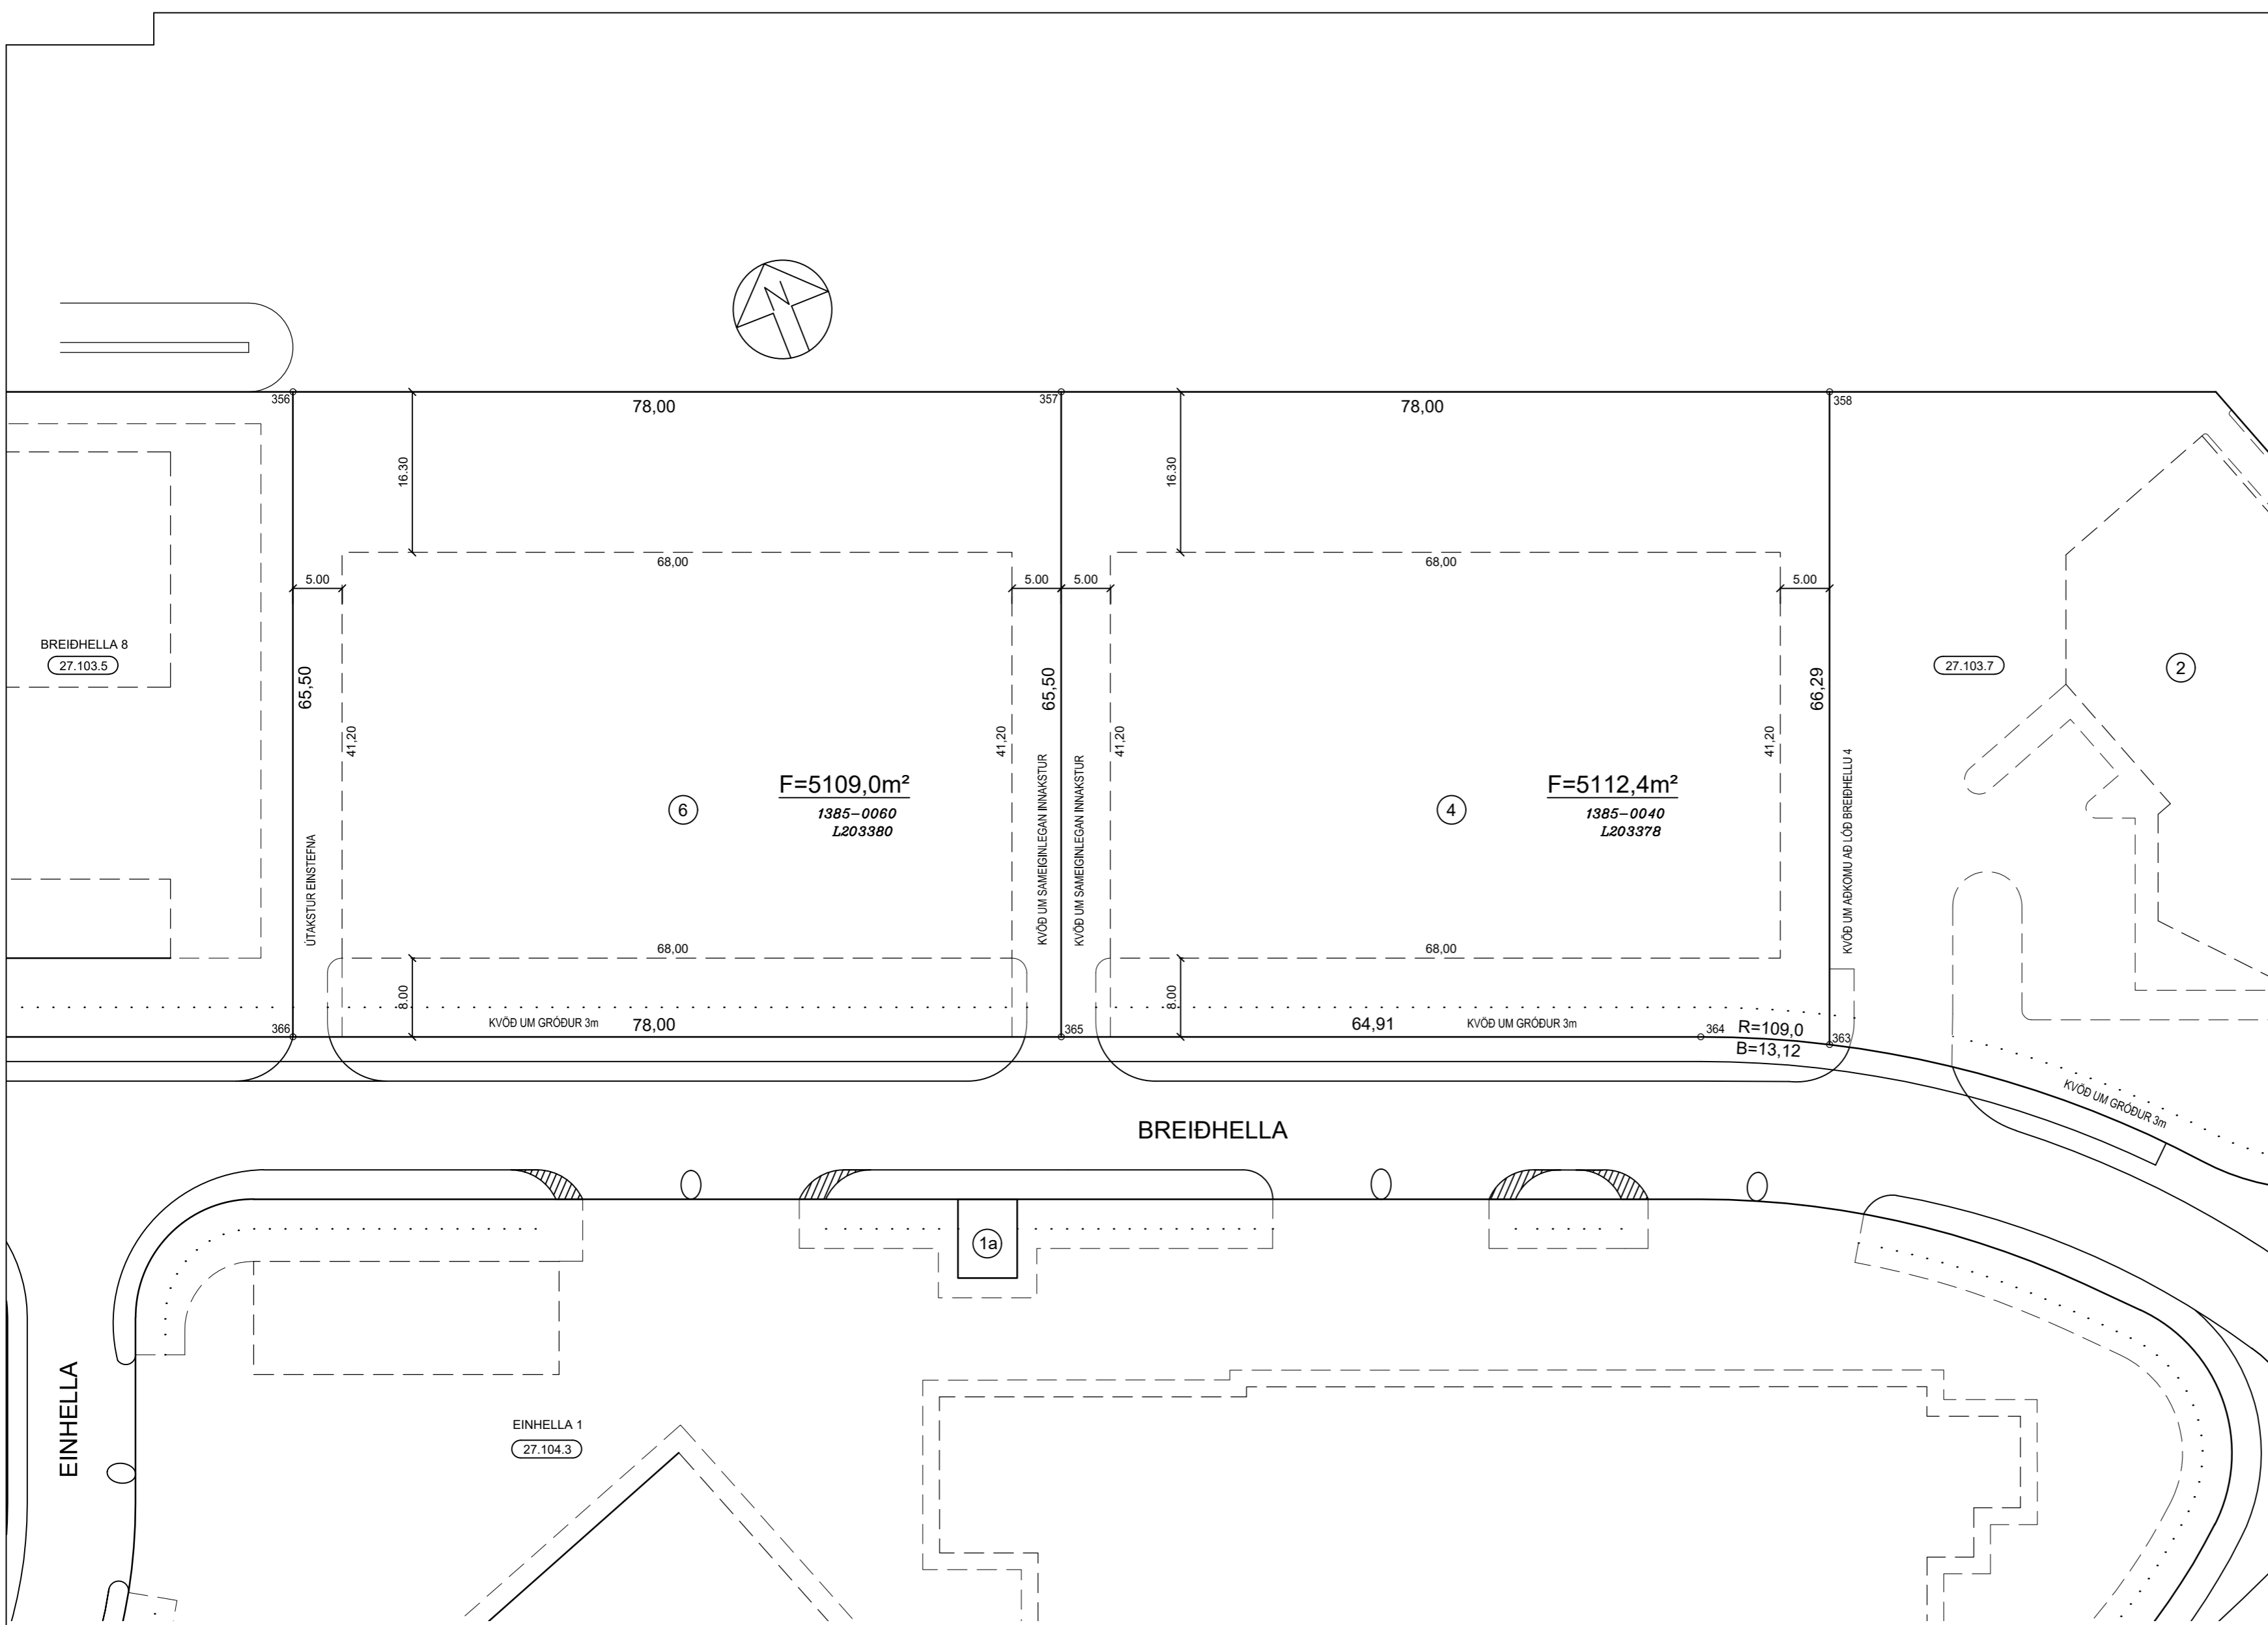 N
356
78,00
357
78,00
358
16.30
16.30
68,00
68,00
5.00
5.00
5.00
5.00
BREIÐHELLA 8
27.103.5
65,50
65,50
66,29
27.103.7
2
41,20
41,20
41,20
41,20
F=5109,0m²
1385-0060
L203380
6
F=5112,4m²
1385-0040
L203378
4
ÚTAKSTUR EINSTEFNA
KVÖÐ UM SAMEIGINLEGAN INNAKSTUR
KVÖÐ UM SAMEIGINLEGAN INNAKSTUR
KVÖÐ UM AÐKOMU AÐ LÓÐ BREIÐHELLU 4
68,00
68,00
8.00
8.00
366
KVÖÐ UM GRÓÐUR 3m
78,00
365
64,91
KVÖÐ UM GRÓÐUR 3m
364
R=109,0
B=13,12
363
KVÖÐ UM GRÓÐUR 3m
BREIÐHELLA
1a
EINHELLA
EINHELLA 1
27.104.3